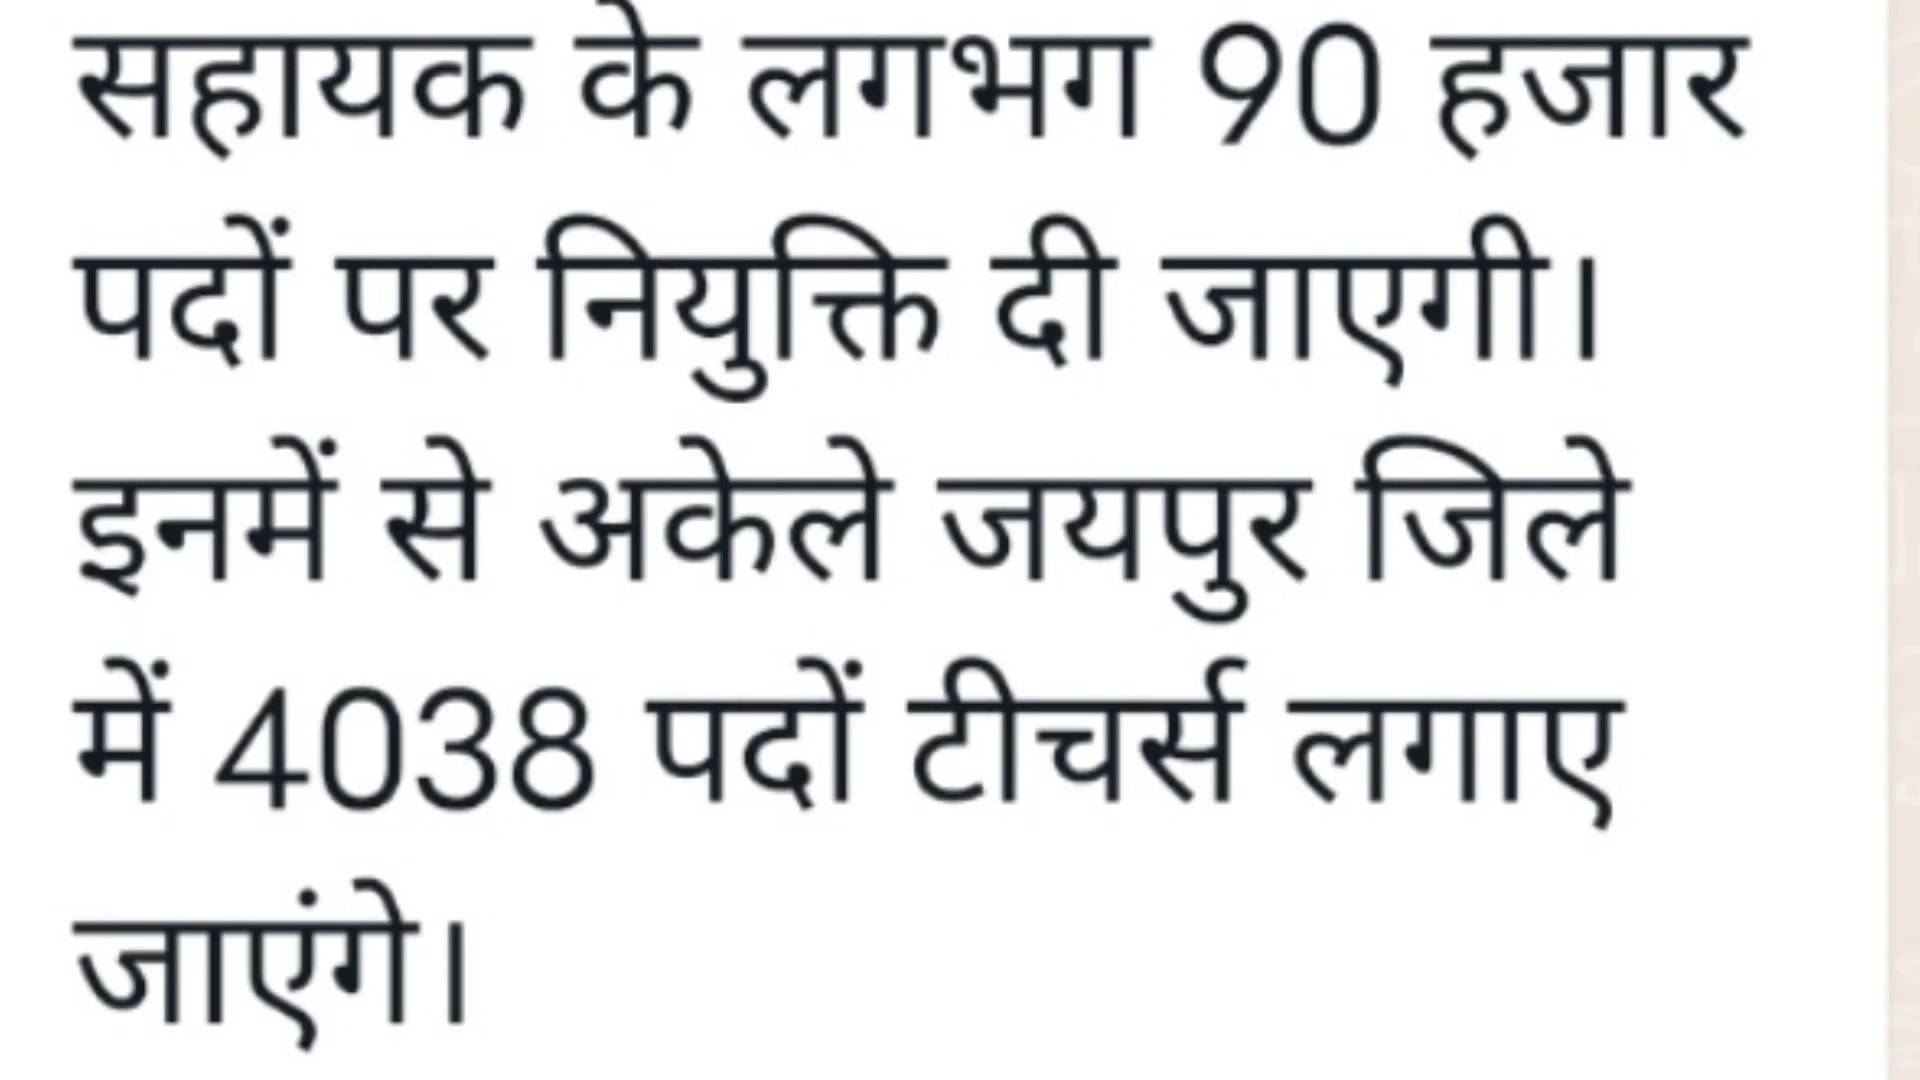 सहायक के लगभग 90 हजार
पदों पर नियुक्ति दी जाएगी।
इनमें से अकेले जयपुर जिले
में 4038 पदों टीचर्स लगाए
जाएंगे।